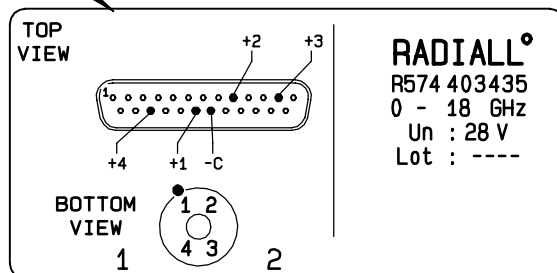 TOP
VIEW
+2
+3
1
+4
+1
-C
BOTTOM
VIEW
1 2
4 3
1
2
RADIALL°
R574 403435
0 - 18 GHz
Un : 28 V
Lot : ----